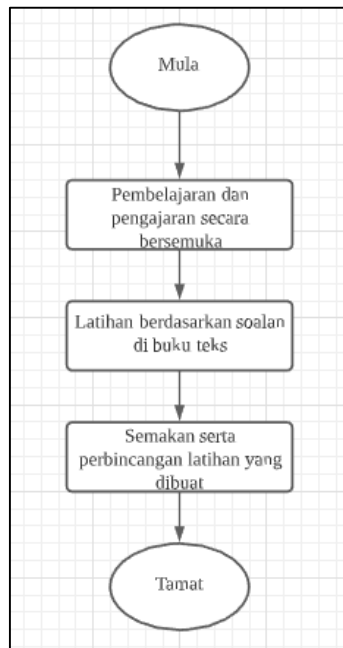 Mula
Pembelajaran dan
pengajaran secara
bersemuka
Latihan berdasarkan soalan
di buku teks
Semakan serta
perbincangan latihan yang
dibuat
Tamat